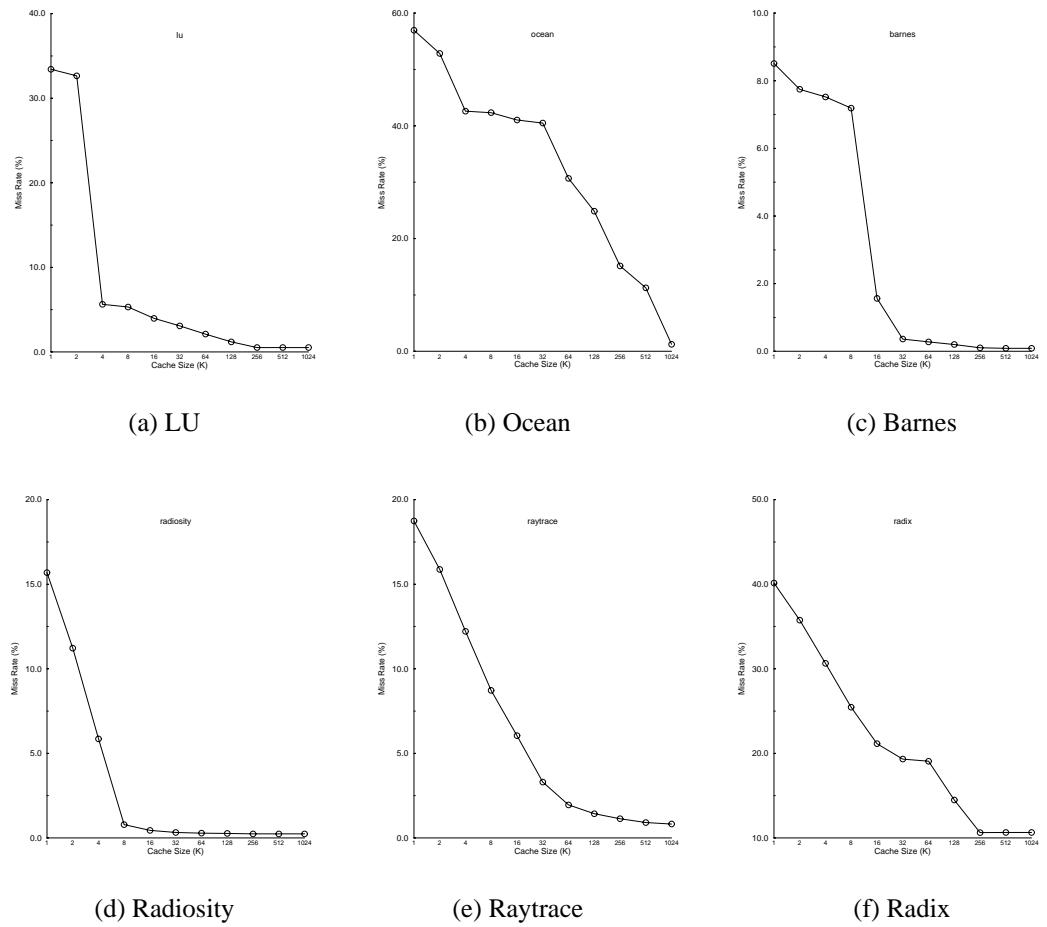 lu
40.0
30.0
20.0
10.0
0.0
Miss Rate (%)
1 2 4 8 16 32 64 128 256 512 1024
Cache Size (K)
(a) LU
ocean
60.0
40.0
20.0
0.0
Miss Rate (%)
1 2 4 8 16 32 64 128 256 512 1024
Cache Size (K)
(b) Ocean
barnes
10.0
8.0
6.0
4.0
2.0
0.0
Miss Rate (%)
1 2 4 8 16 32 64 128 256 512 1024
Cache Size (K)
(c) Barnes
radiosity
20.0
15.0
10.0
5.0
0.0
Miss Rate (%)
1 2 4 8 16 32 64 128 256 512 1024
Cache Size (K)
(d) Radiosity
raytrace
20.0
15.0
10.0
5.0
0.0
Miss Rate (%)
1 2 4 8 16 32 64 128 256 512 1024
Cache Size (K)
(e) Raytrace
radix
50.0
40.0
30.0
20.0
10.0
Miss Rate (%)
1 2 4 8 16 32 64 128 256 512 1024
Cache Size (K)
(f) Radix